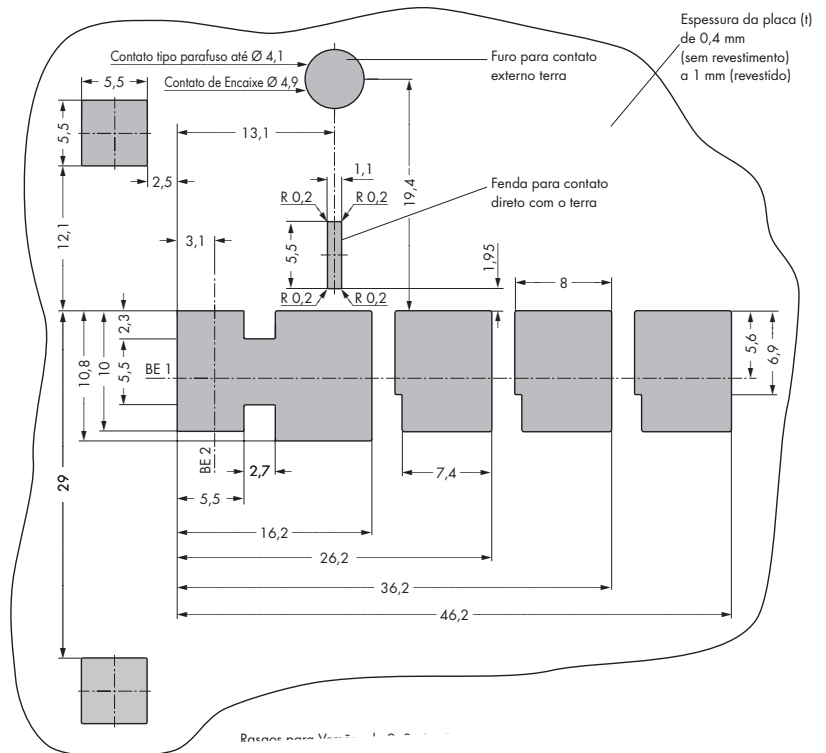 Espessura da placa (t)
de 0,4 mm
(sem revestimento)
a 1 mm (revestido)
Contato tipo parafuso até Ø 4,1
Contato de Encaixe Ø 4,9
Furo para contato
externo terra
5,5
5,5
13,1
2,5
1,1
19,4
R 0,2
R 0,2
Fenda para contato
direto com o terra
12,1
3,1
5,5
1,95
R 0,2
R 0,2
8
2,3
10,8
10
5,5
BE 1
5,6
6,9
BE 2
2,7
7,4
29
5,5
16,2
26,2
36,2
46,2
Rasgos para